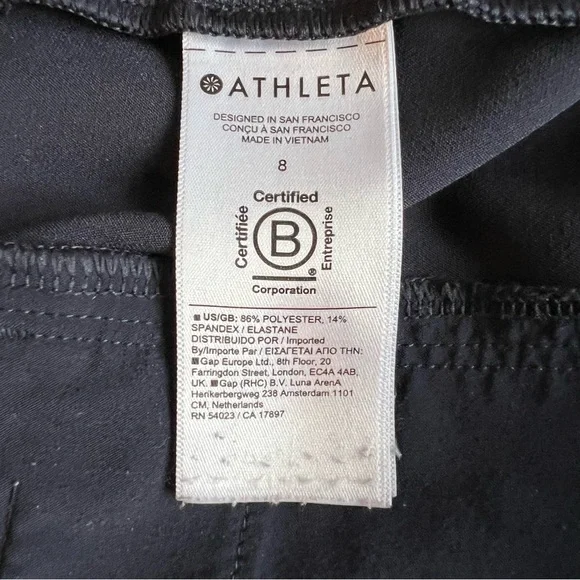 ATHLETA
DESIGNED IN SAN FRANCISCO
CONÇU À SAN FRANCISCO
MADE IN VIETNAM
8
Certified
Certifiée
B
Entreprise
®
Corporation
US/GB: 86% POLYESTER, 14%
SPANDEX / ELASTANE
DISTRIBUIDO POR / Imported
By/Importe Par / ΕΙΣΑΓΕΤΑΙ ΑΠΟ ΤΗΝ:
Gap Europe Ltd., 8th Floor, 20
Farringdon Street, London, EC4A 4AB,
UK. Gap (RHC) B.V. Luna ArenA
Herikerbergweg 238 Amsterdam 1101
CM, Netherlands
RN 54023 / CA 17897